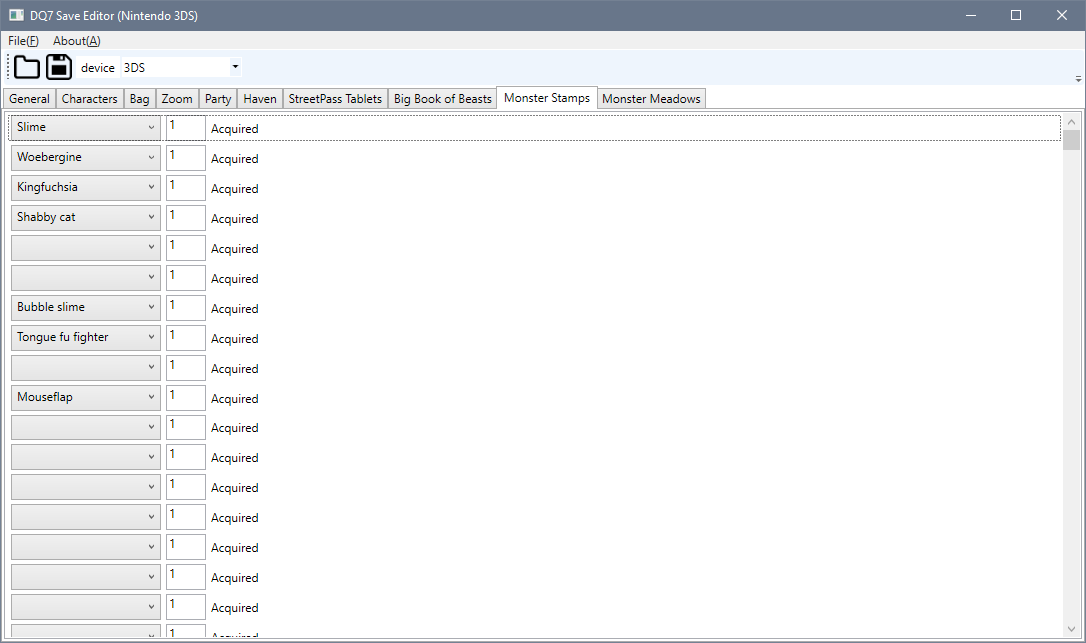 DQ7 Save Editor (Nintendo 3DS)
File(F) About(A)
device 3DS
General Characters Bag Zoom Party Haven StreetPass Tablets Big Book of Beasts Monster Stamps Monster Meadows
Slime 1 Acquired
Woebergine 1 Acquired
Kingfuchsia 1 Acquired
Shabby cat 1 Acquired
1 Acquired
1 Acquired
Bubble slime 1 Acquired
Tongue fu fighter 1 Acquired
1 Acquired
Mouseflap 1 Acquired
1 Acquired
1 Acquired
1 Acquired
1 Acquired
1 Acquired
1 Acquired
1 Acquired
1 Acquired